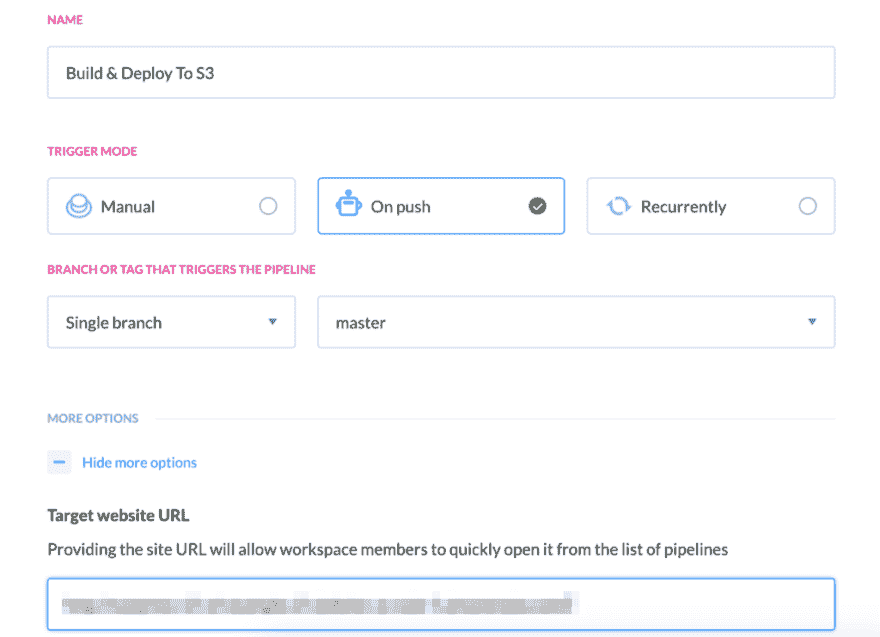 NAME
Build & Deploy To S3
TRIGGER MODE
Manual
On push
Recurrently
BRANCH OR TAG THAT TRIGGERS THE PIPELINE
Single branch
master
MORE OPTIONS
Hide more options
Target website URL
Providing the site URL will allow workspace members to quickly open it from the list of pipelines